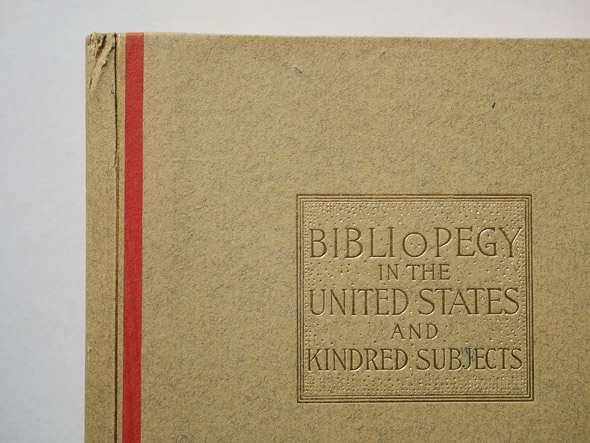 BIBLIOPEGY
IN THE
UNITED STATES
AND
KINDRED SUBJECTS